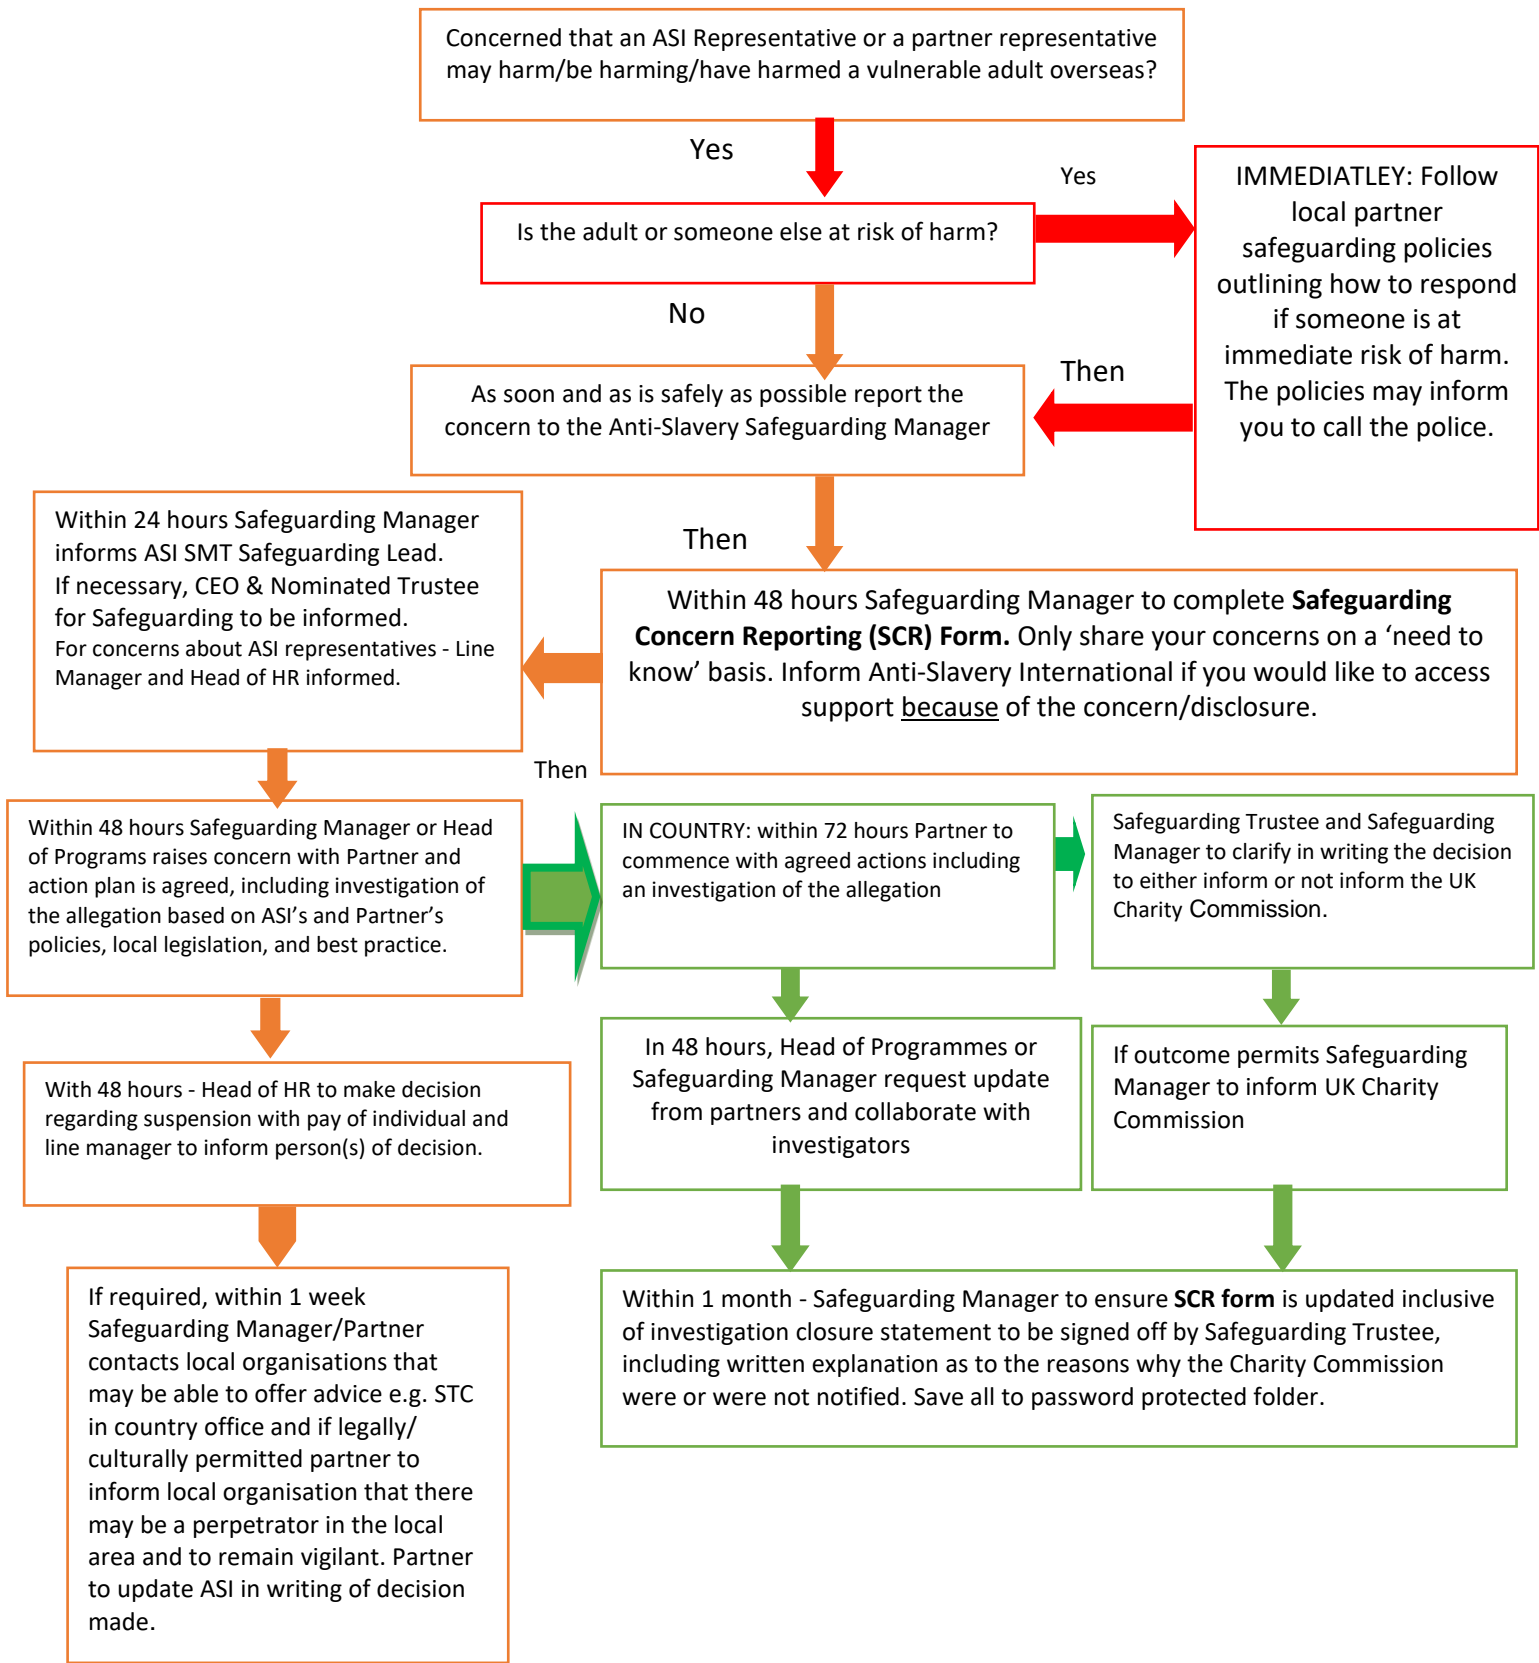 Concerned that an ASI Representative or a partner representative
may harm/be harming/have harmed a vulnerable adult overseas?
Yes
Yes
Is the adult or someone else at risk of harm?
IMMEDIATLEY: Follow
local partner
safeguarding policies
outlining how to respond
if someone is at
immediate risk of harm.
The policies may inform
you to call the police.
No
Then
As soon and as is safely as possible report the
concern to the Anti-Slavery Safeguarding Manager
Then
Within 48 hours Safeguarding Manager to complete Safeguarding
Concern Reporting (SCR) Form. Only share your concerns on a ‘need to
know’ basis. Inform Anti-Slavery International if you would like to access
support because of the concern/disclosure.
Within 24 hours Safeguarding Manager
informs ASI SMT Safeguarding Lead.
If necessary, CEO & Nominated Trustee
for Safeguarding to be informed.
For concerns about ASI representatives - Line
Manager and Head of HR informed.
Then
Within 48 hours Safeguarding Manager or Head
of Programs raises concern with Partner and
action plan is agreed, including investigation of
the allegation based on ASI’s and Partner’s
policies, local legislation, and best practice.
IN COUNTRY: within 72 hours Partner to
commence with agreed actions including
an investigation of the allegation
Safeguarding Trustee and Safeguarding
Manager to clarify in writing the decision
to either inform or not inform the UK
Charity Commission.
With 48 hours - Head of HR to make decision
regarding suspension with pay of individual and
line manager to inform person(s) of decision.
In 48 hours, Head of Programmes or
Safeguarding Manager request update
from partners and collaborate with
investigators
If outcome permits Safeguarding
Manager to inform UK Charity
Commission
If required, within 1 week
Safeguarding Manager/Partner
contacts local organisations that
may be able to offer advice e.g. STC
in country office and if legally/
culturally permitted partner to
inform local organisation that there
may be a perpetrator in the local
area and to remain vigilant. Partner
to update ASI in writing of decision
made.
Within 1 month - Safeguarding Manager to ensure SCR form is updated inclusive
of investigation closure statement to be signed off by Safeguarding Trustee,
including written explanation as to the reasons why the Charity Commission
were or were not notified. Save all to password protected folder.